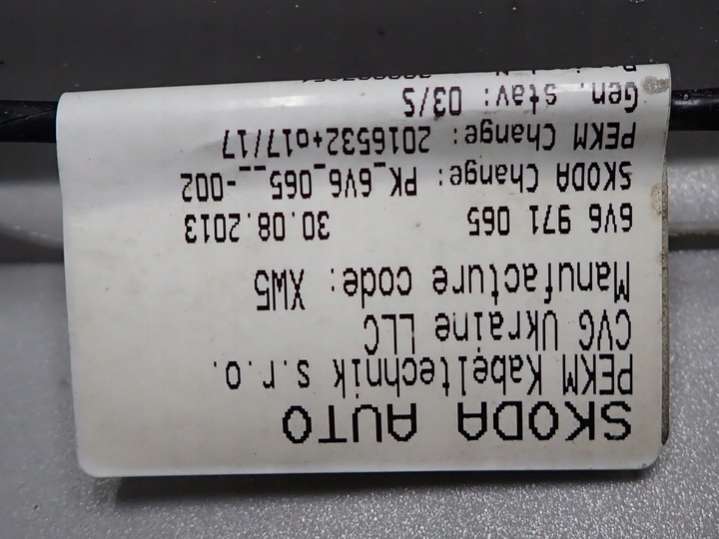 SKODA AUTO
PEKM Kabeltechnik s.r.o.
CVG Ukraine LLC
Manufacture code: XW5
6V6 971 065 30.08.2013
SKODA Change: PK_6V6_065__-002
PEKM Change: 2016532+o17/17
Gen. stav: 03/S